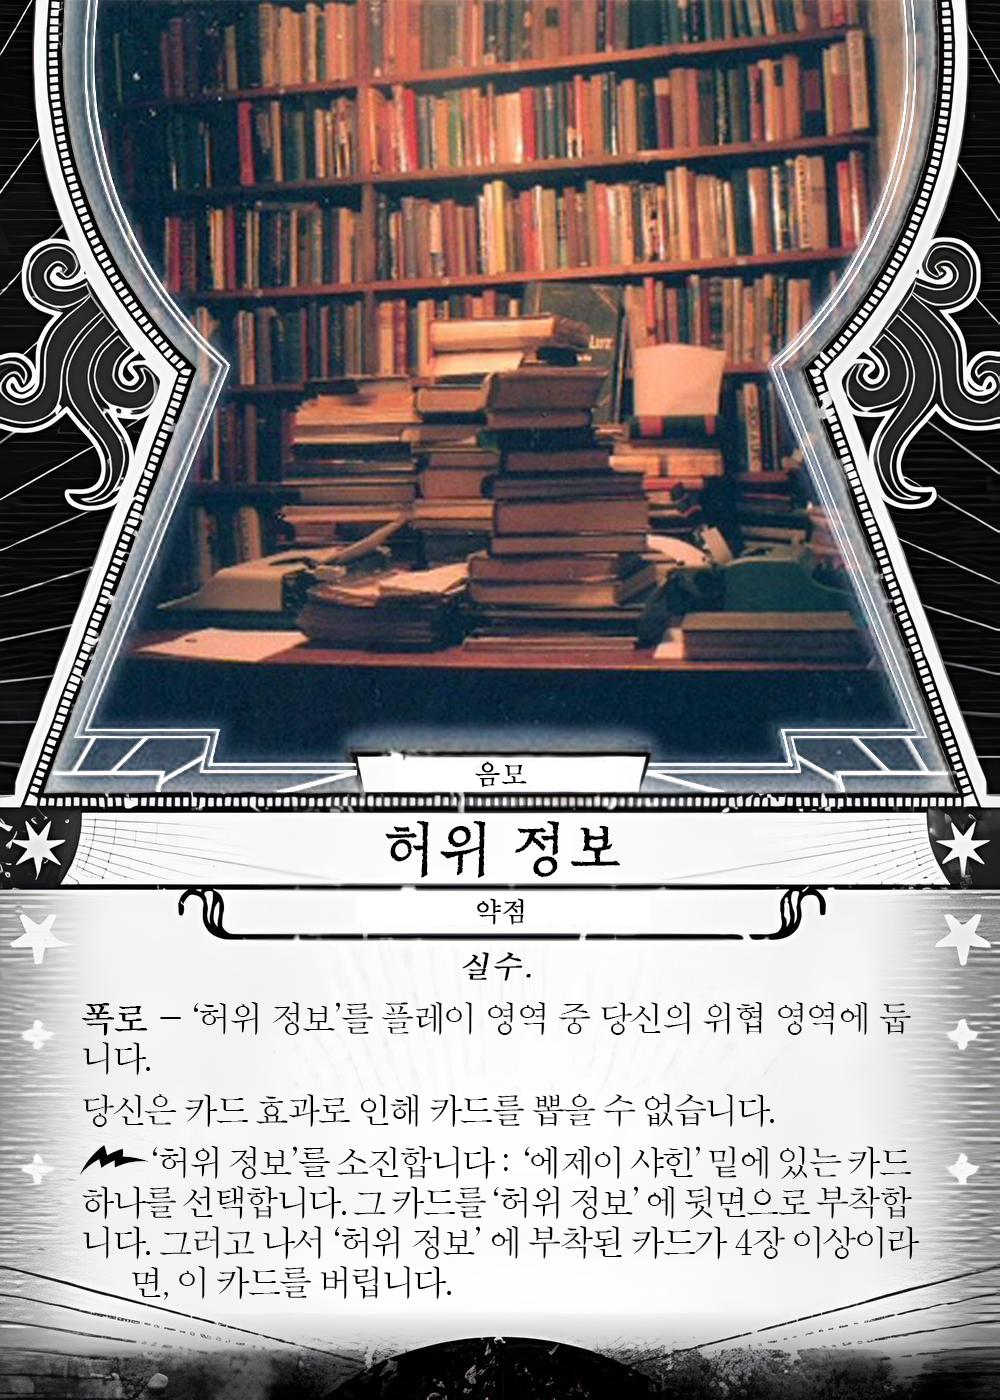 음모
허위 정보
약점
실수.
폭로 – ‘허위 정보’를 플레이 영역 중 당신의 위협 영역에 둡
니다.
당신은 카드 효과로 인해 카드를 뽑을 수 없습니다.
‘허위 정보’를 소진합니다 : ‘에제이 샤힌’ 밑에 있는 카드
하나를 선택합니다. 그 카드를 ‘허위 정보’ 에 뒷면으로 부착합
니다. 그러고 나서 ‘허위 정보’ 에 부착된 카드가 4장 이상이라
면, 이 카드를 버립니다.